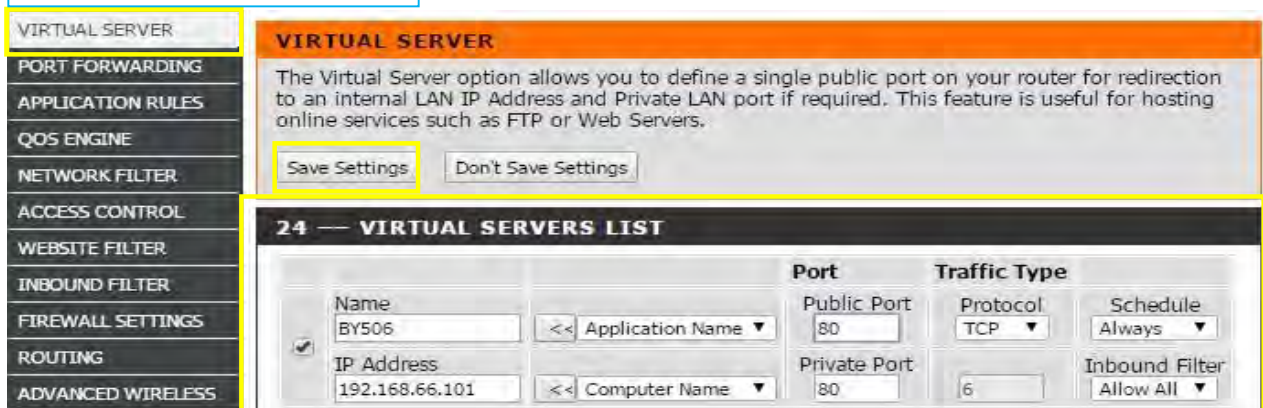 VIRTUAL SERVER
PORT FORWARDING
APPLICATION RULES
QOS ENGINE
NETWORK FILTER
ACCESS CONTROL
WEBSITE FILTER
INBOUND FILTER
FIREWALL SETTINGS
ROUTING
ADVANCED WIRELESS
VIRTUAL SERVER
The Virtual Server option allows you to define a single public port on your router for redirection
to an internal LAN IP Address and Private LAN port if required. This feature is useful for hosting
online services such as FTP or Web Servers.
Save Settings Don't Save Settings
24 — VIRTUAL SERVERS LIST
Port Traffic Type
Name Public Port Protocol Schedule
BY506 << Application Name 80 TCP Always
IP Address Private Port Inbound Filter
192.168.66.101 << Computer Name 80 6 Allow All